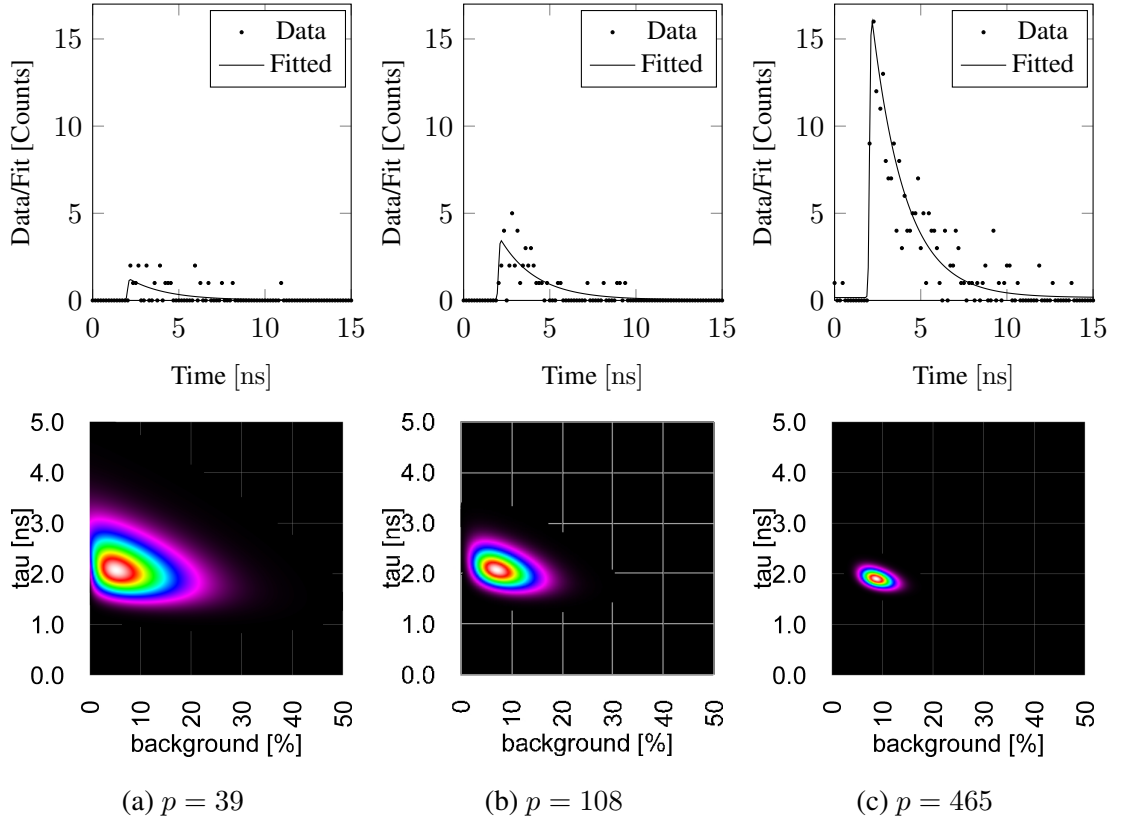 15
10
5
0
0 5 10 15
Data/Fit [Counts]
Time [ns]
Data
Fitted
15
10
5
0
0 5 10 15
Data/Fit [Counts]
Time [ns]
Data
Fitted
15
10
5
0
0 5 10 15
Data/Fit [Counts]
Time [ns]
Data
Fitted
5.0
4.0
3.0
2.0
1.0
0.0
tau [ns]
0 10 20 30 40 50
background [%]
5.0
4.0
3.0
2.0
1.0
0.0
tau [ns]
0 10 20 30 40 50
background [%]
5.0
4.0
3.0
2.0
1.0
0.0
tau [ns]
0 10 20 30 40 50
background [%]
(a) p = 39
(b) p = 108
(c) p = 465